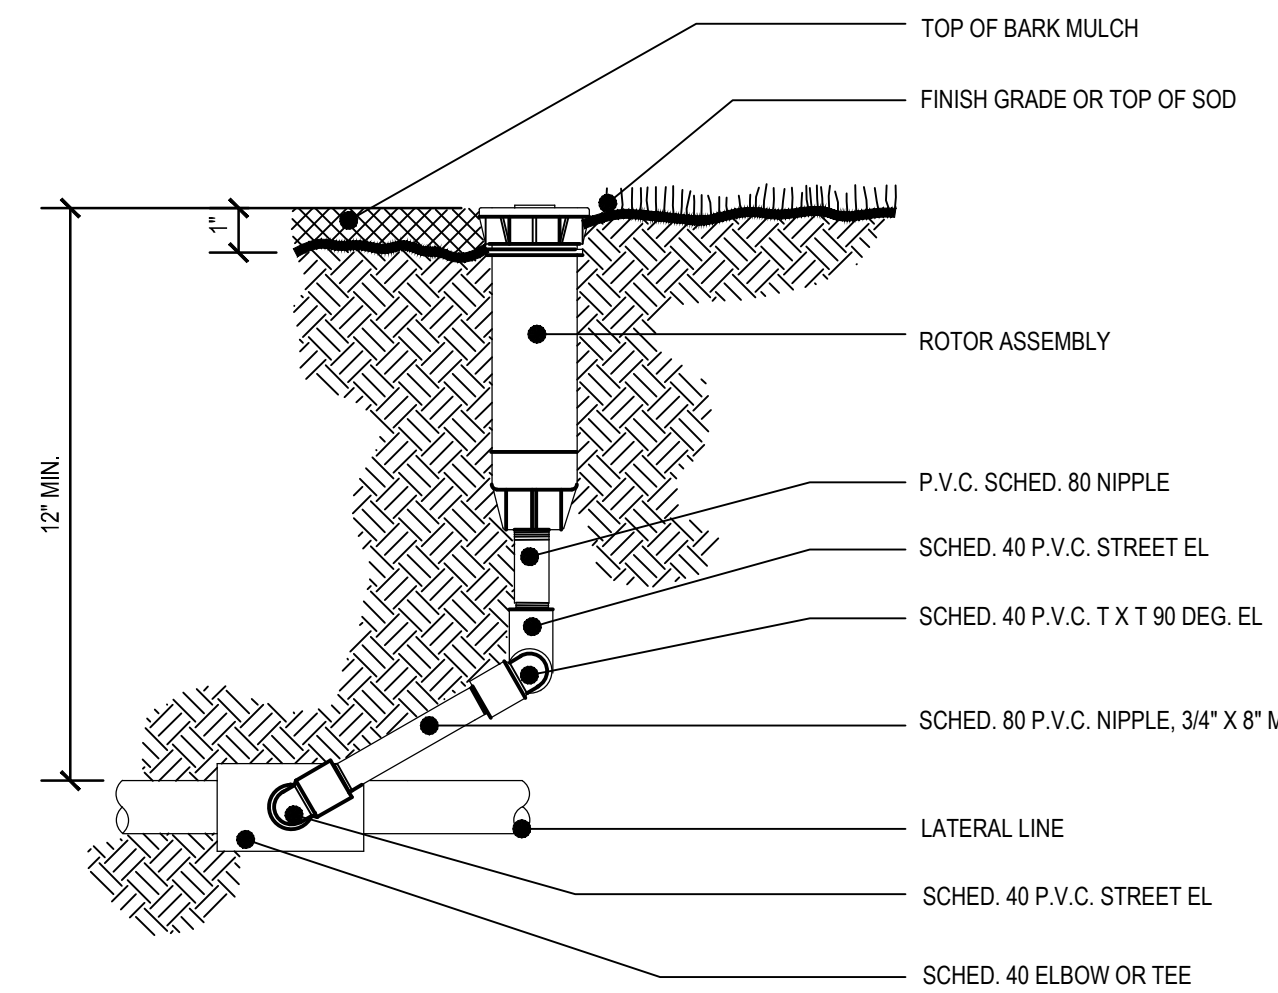 TOP OF BARK MULCH
FINISH GRADE OR TOP OF SOD
1"
ROTOR ASSEMBLY
12" MIN.
P.V.C. SCHED. 80 NIPPLE
SCHED. 40 P.V.C. STREET EL
SCHED. 40 P.V.C. T X T 90 DEG. EL
SCHED. 80 P.V.C. NIPPLE, 3/4" X 8"
LATERAL LINE
SCHED. 40 P.V.C. STREET EL
SCHED. 40 ELBOW OR TEE